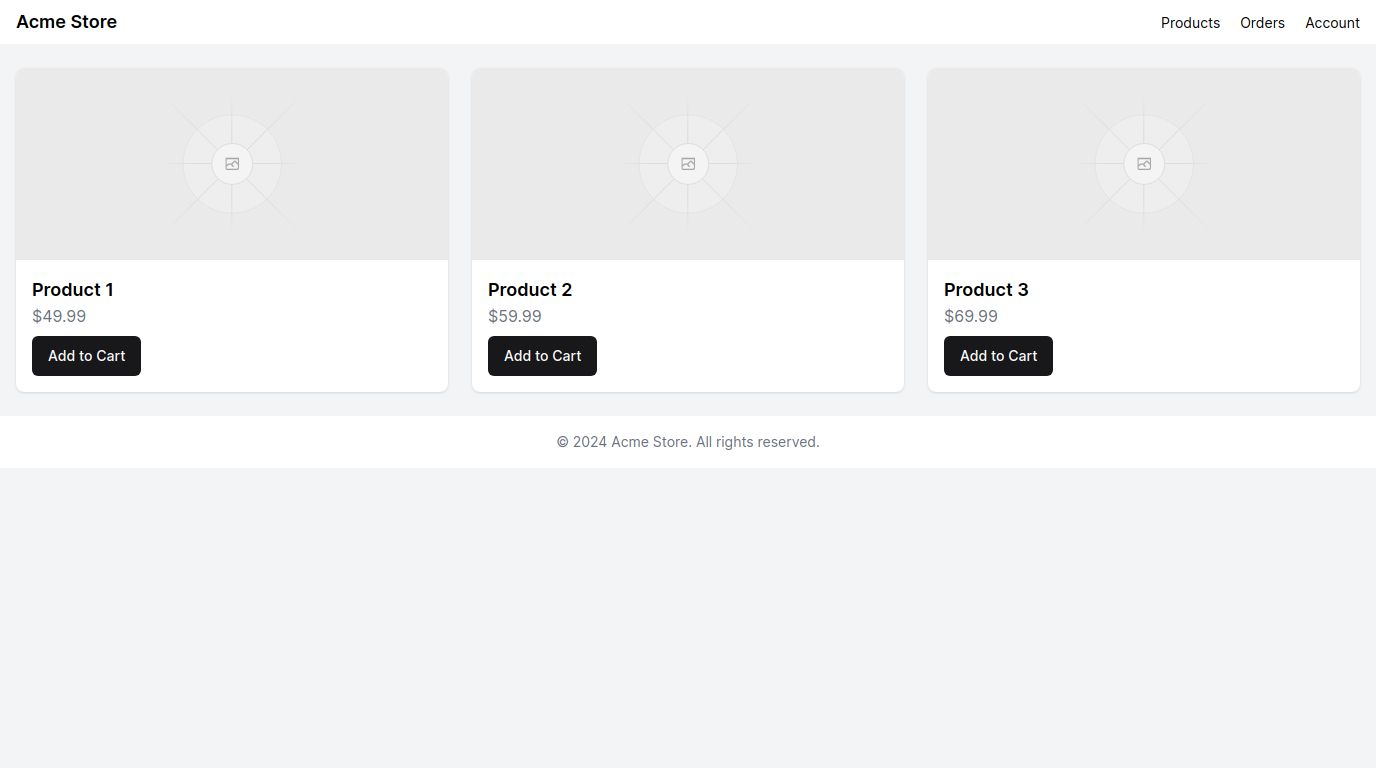 Acme Store
Products Orders Account
Product 1
$49.99
Add to Cart
Product 2
$59.99
Add to Cart
Product 3
$69.99
Add to Cart
© 2024 Acme Store. All rights reserved.